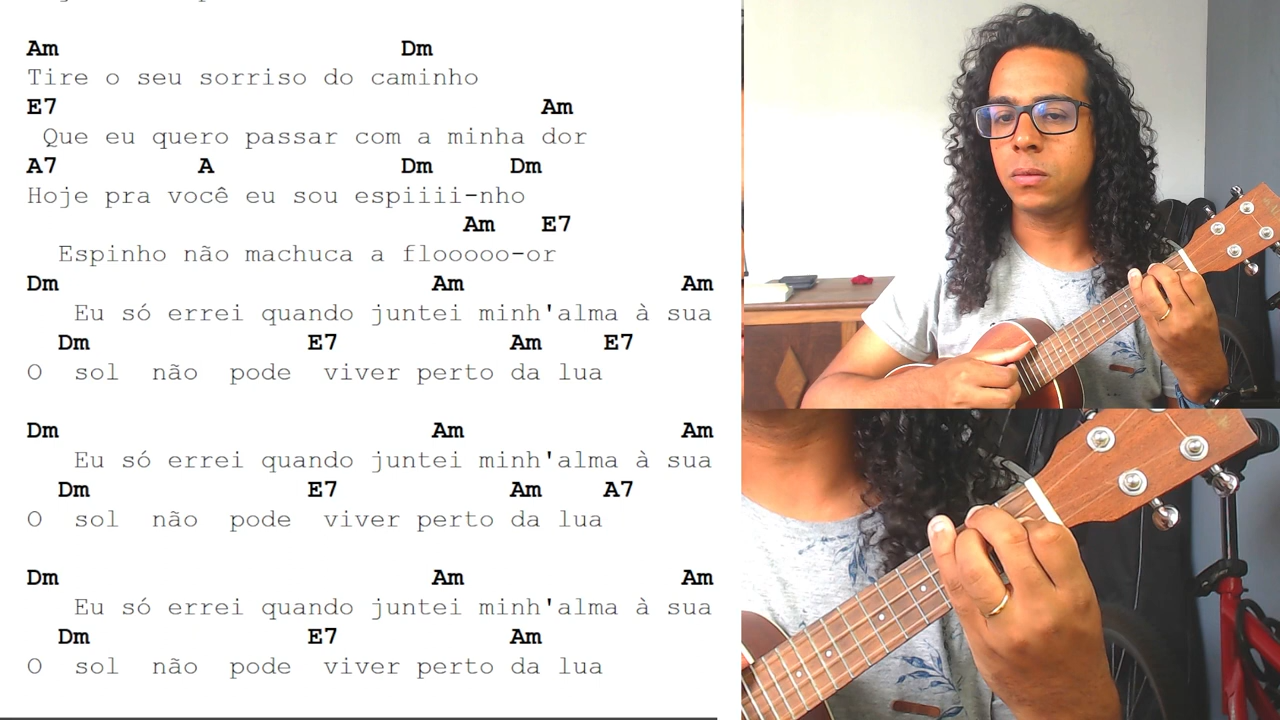 Am Dm
Tire o seu sorriso do caminho
E7 Am
Que eu quero passar com a minha dor
A7 A Dm Dm
Hoje pra você eu sou espiiii-nho
Am E7
Espinho não machuca a flooooo-or
Dm Am Am
Eu só errei quando juntei minh'alma à sua
Dm E7 Am E7
O sol não pode viver perto da lua
Dm Am Am
Eu só errei quando juntei minh'alma à sua
Dm E7 Am A7
O sol não pode viver perto da lua
Dm Am Am
Eu só errei quando juntei minh'alma à sua
Dm E7 Am
O sol não pode viver perto da lua